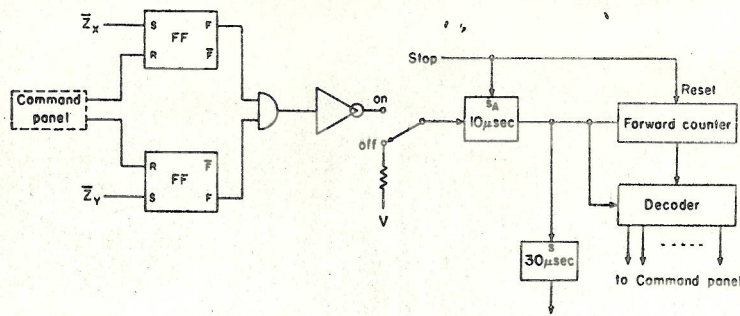 Z̅X
S
F
FF
R
F̅
Command
panel
R
F̅
FF
S
F
Z̅Y
on
off
V
Stop
Reset
SA
10μsec
Forward counter
Decoder
S
30μsec
.....
to Command panel